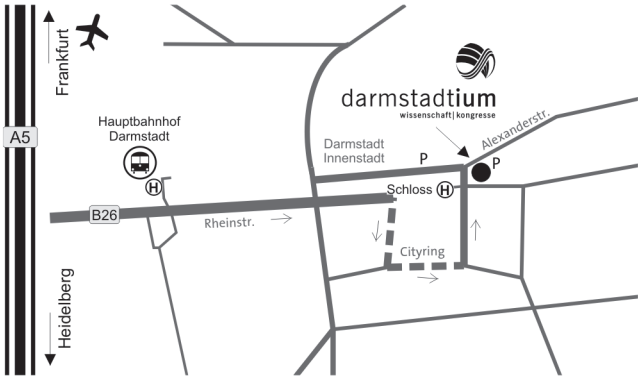 Frankfurt
A5
Heidelberg
Hauptbahnhof
Darmstadt
H
B26
Rheinstr.
darmstadtium
wissenschaft| kongresse
Alexanderstr.
Darmstadt
Innenstadt
P
P
Schloss H
Cityring